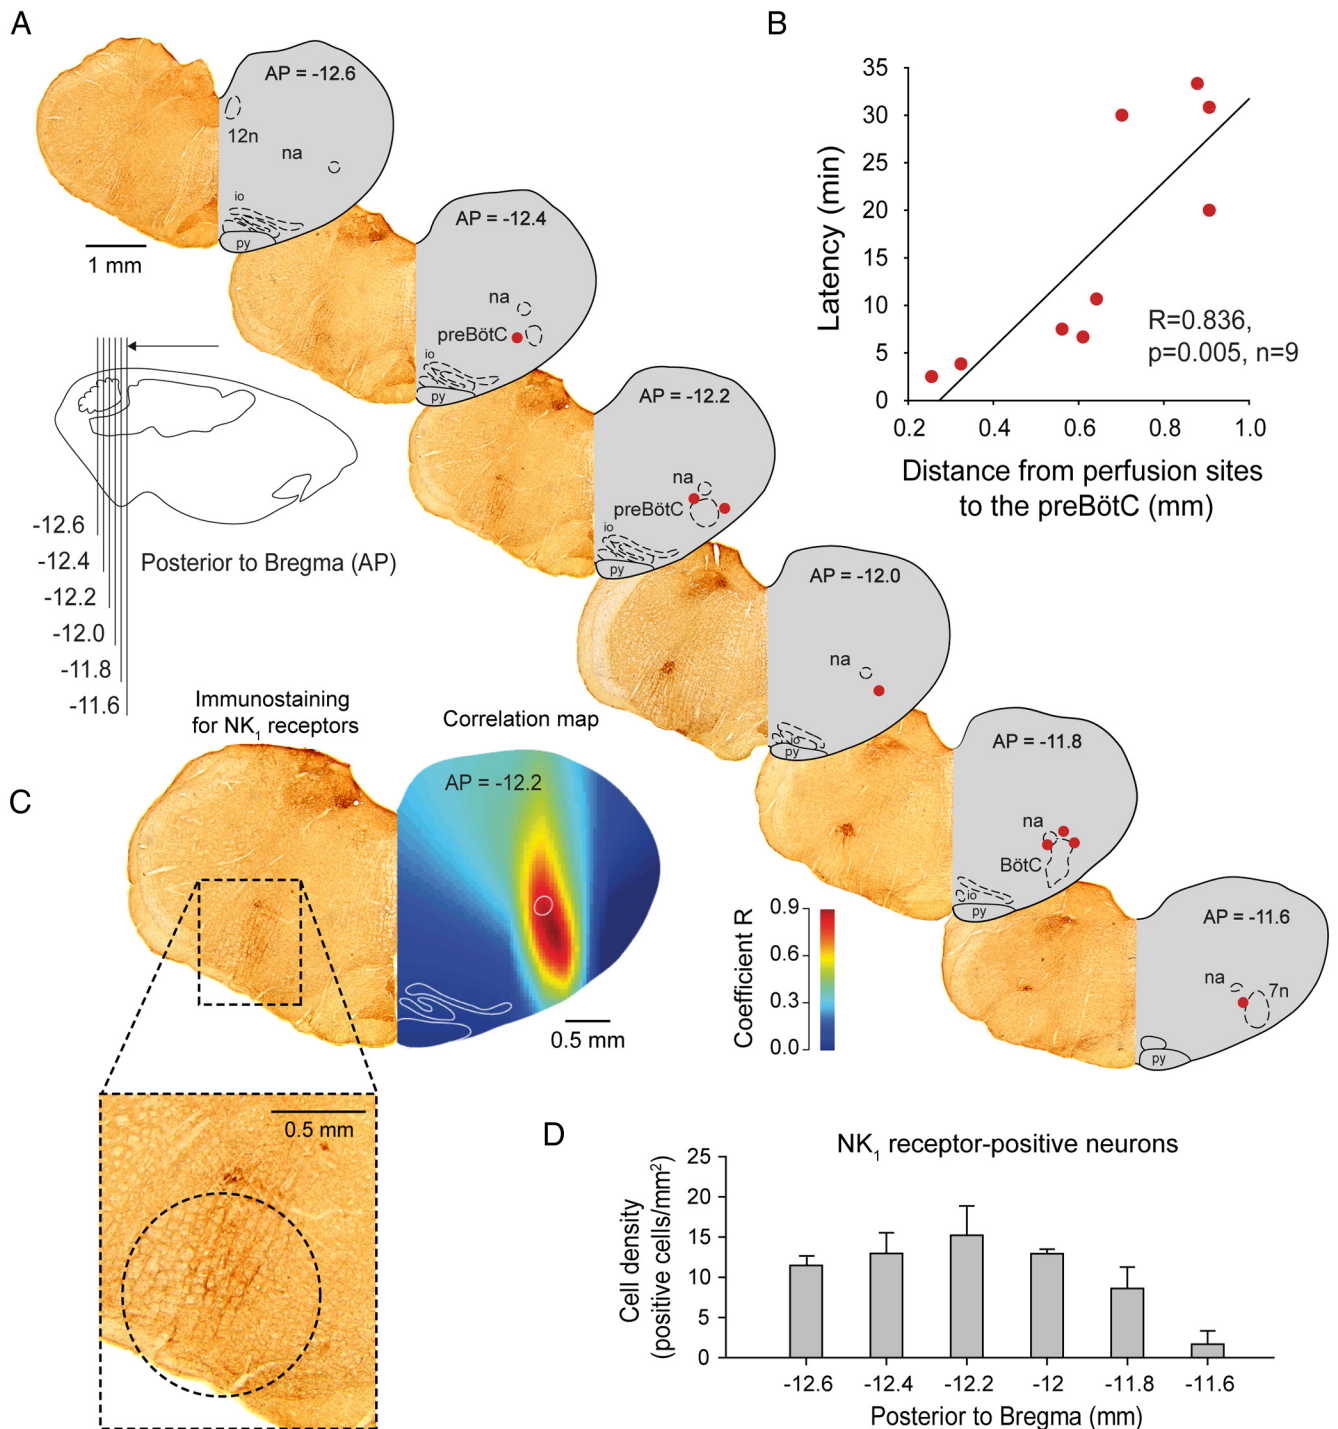 A
AP = -12.6
12n
na
io
py
1 mm
AP = -12.4
na
preBötC
io
py
AP = -12.2
na
preBötC
io
py
AP = -12.0
na
io
py
AP = -11.8
na
BötC
io
py
AP = -11.6
na
7n
py
-12.6
-12.4
-12.2
-12.0
-11.8
-11.6
Posterior to Bregma (AP)
B
35
30
25
20
15
10
5
0
Latency (min)
R=0.836,
p=0.005, n=9
0.2
0.4
0.6
0.8
1.0
Distance from perfusion sites
to the preBötC (mm)
C
Immunostaining
for NK1 receptors
Correlation map
AP = -12.2
0.5 mm
Coefficient R
0.9
0.6
0.3
0.0
0.5 mm
D
NK1 receptor-positive neurons
Cell density
(positive cells/mm²)
25
20
15
10
5
0
-12.6
-12.4
-12.2
-12
-11.8
-11.6
Posterior to Bregma (mm)